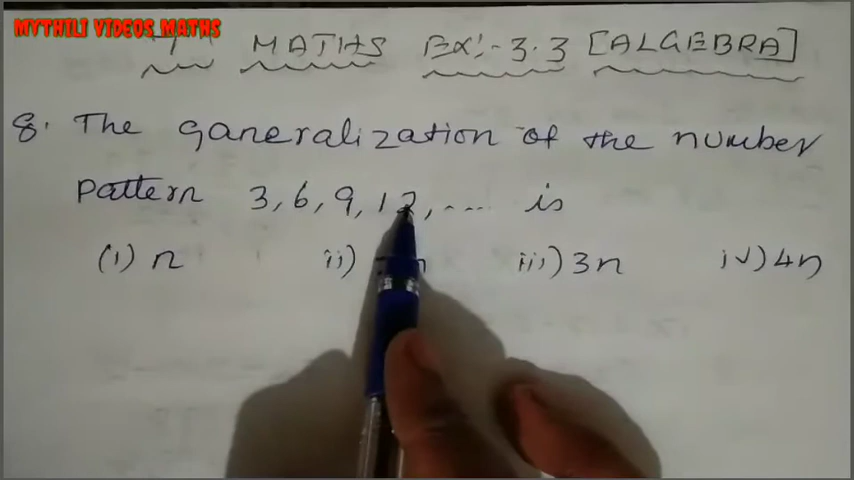 MYTHILI VIDEOS MATHS
MATHS EX:- 3.3 [ALGEBRA]
8. The ganeralization of the number
Pattern 3, 6, 9, 12, .... is
(i) n ii) n iii) 3n iv) 4n